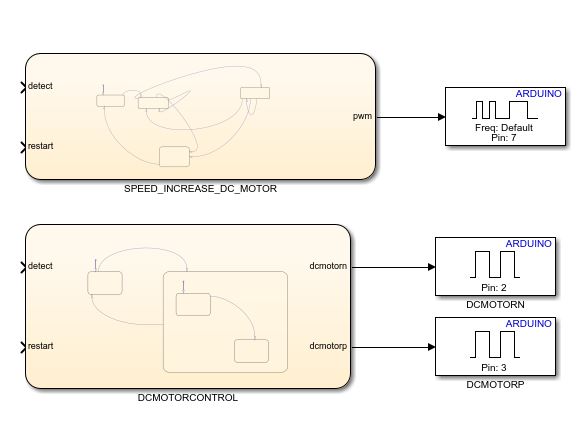 detect
restart
pwm
SPEED_INCREASE_DC_MOTOR
ARDUINO
Freq: Default
Pin: 7
detect
restart
dcmotorn
dcmotorp
DCMOTORCONTROL
ARDUINO
Pin: 2
DCMOTORN
ARDUINO
Pin: 3
DCMOTORP